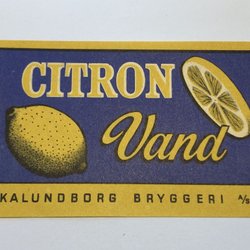 CITRON
Vand
KALUNDBORG BRYGGERI A/S